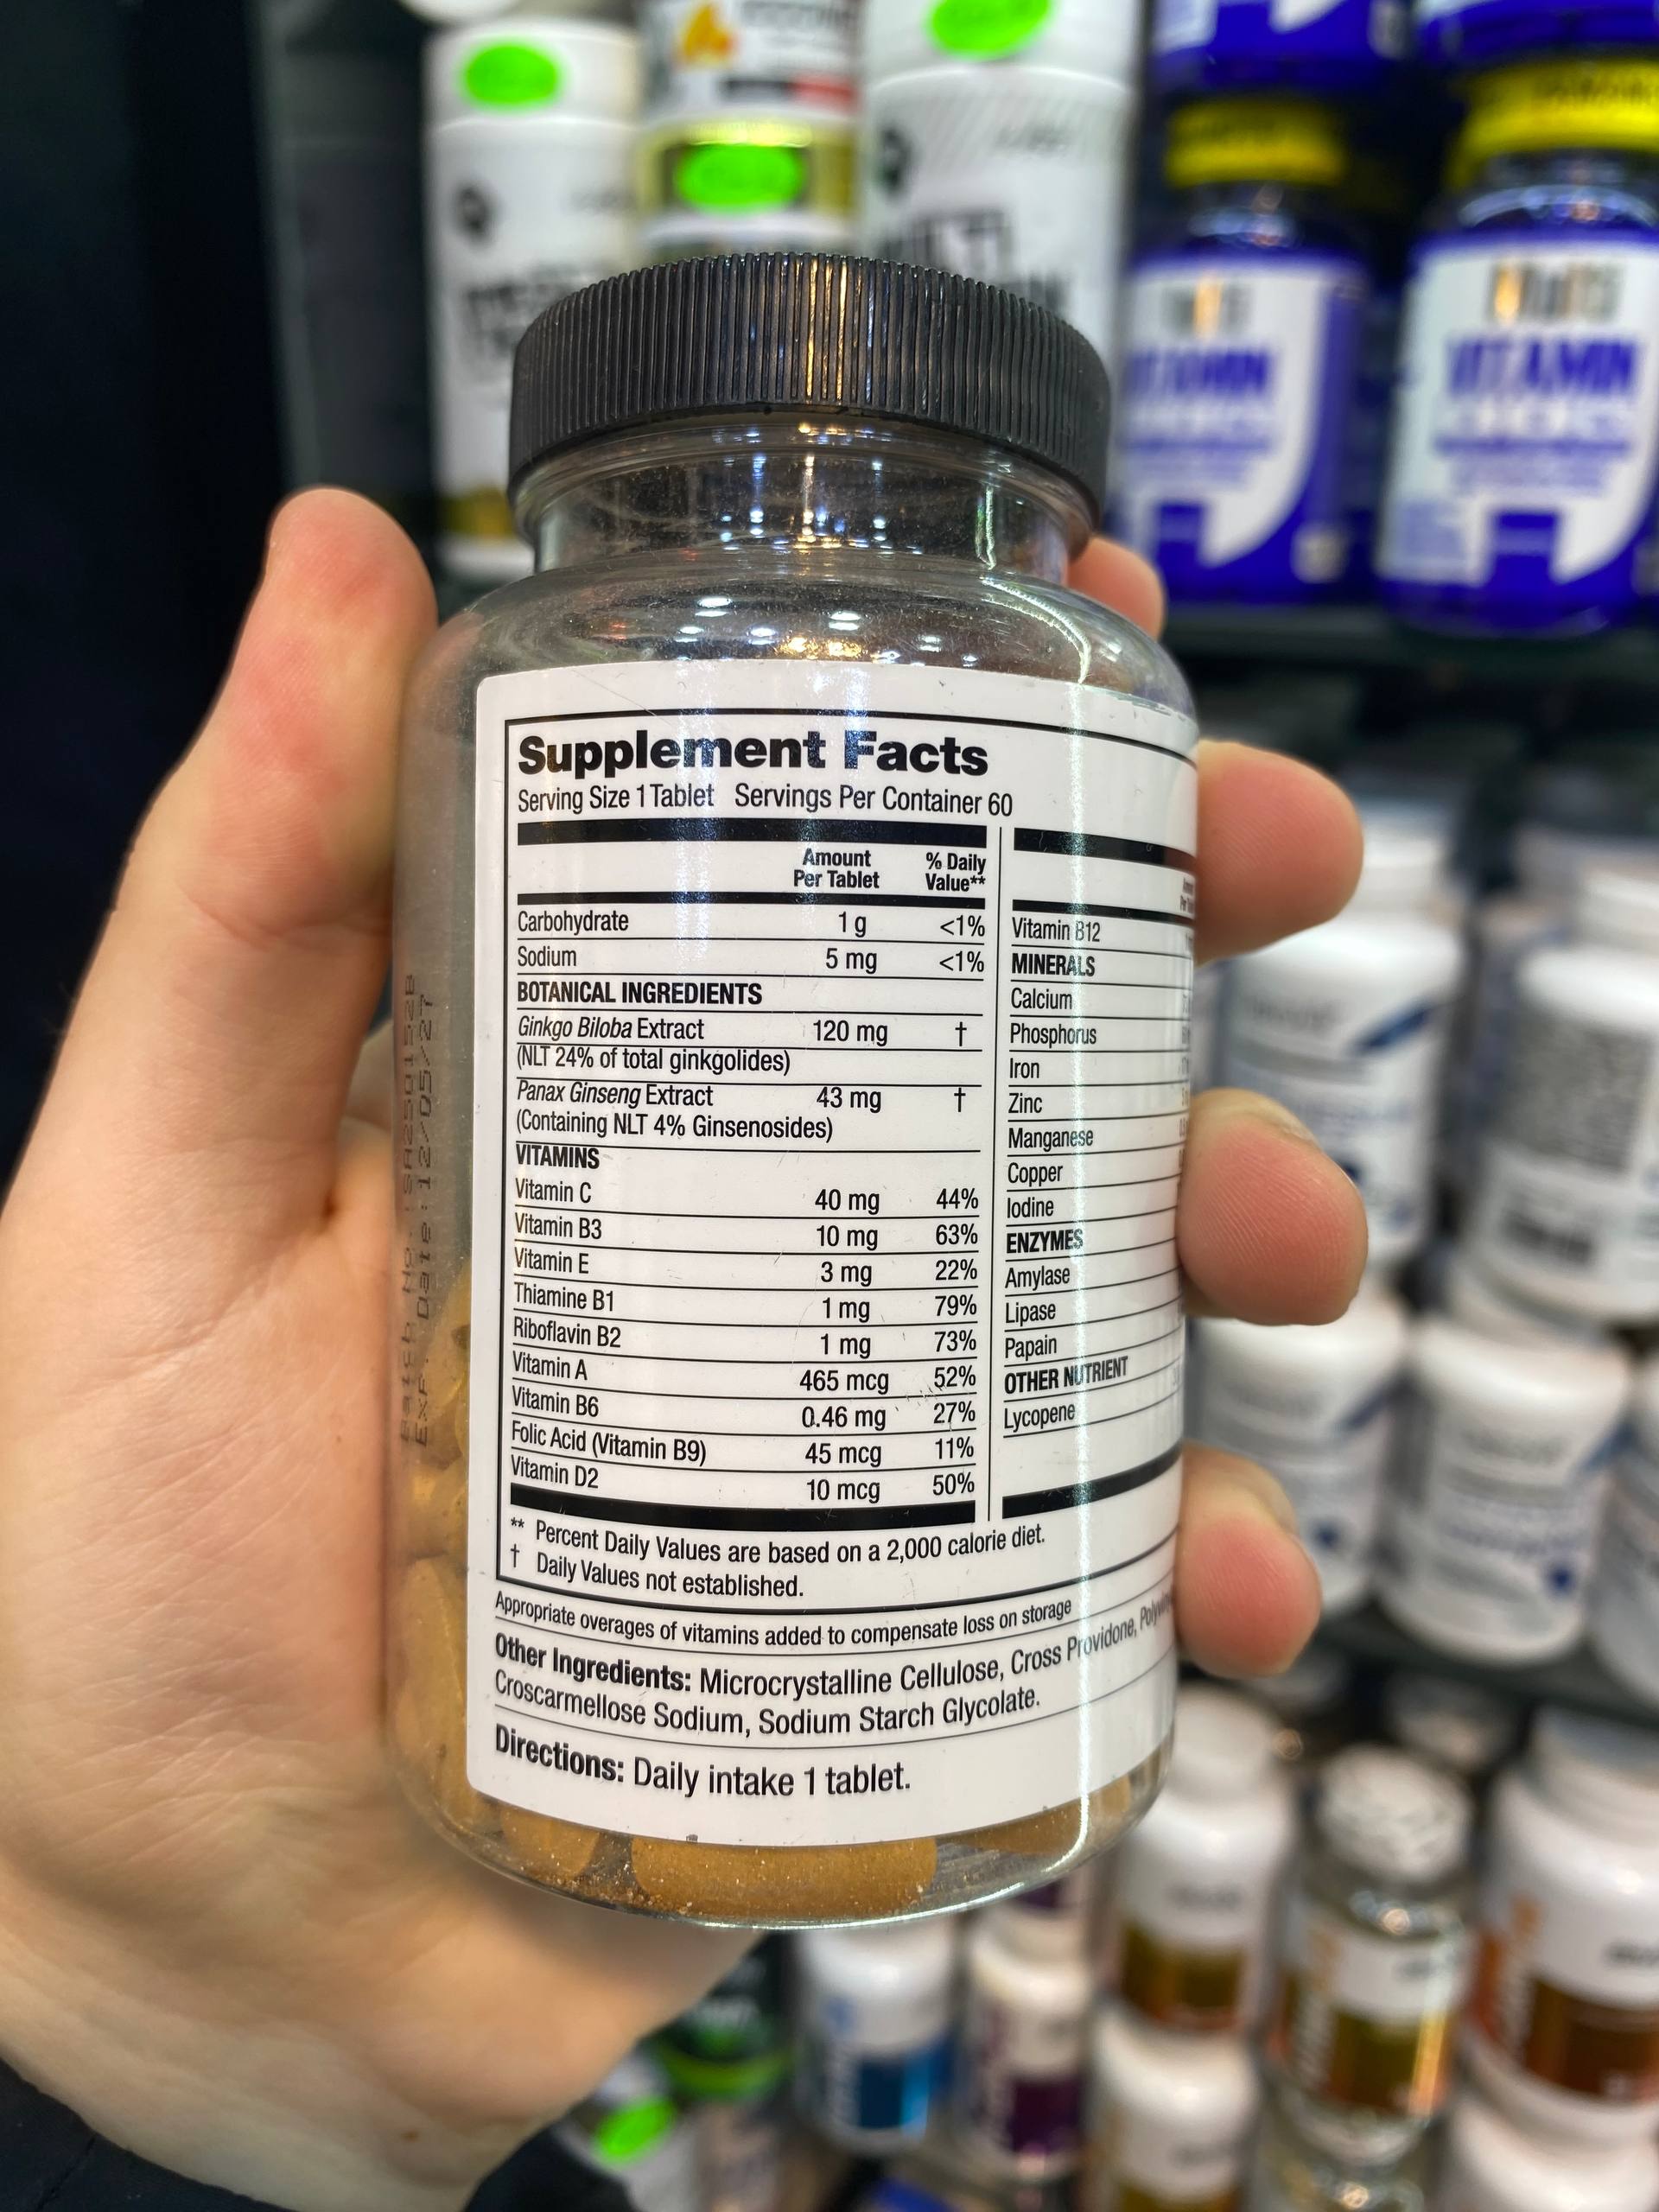 Supplement Facts
Serving Size 1 Tablet Servings Per Container 60
Amount Per Tablet % Daily Value**
Carbohydrate 1 g <1%
Sodium 5 mg <1%
BOTANICAL INGREDIENTS
Ginkgo Biloba Extract 120 mg †
(NLT 24% of total ginkgolides)
Panax Ginseng Extract 43 mg †
(Containing NLT 4% Ginsenosides)
VITAMINS
Vitamin C 40 mg 44%
Vitamin B3 10 mg 63%
Vitamin E 3 mg 22%
Thiamine B1 1 mg 79%
Riboflavin B2 1 mg 73%
Vitamin A 465 mcg 52%
Vitamin B6 0.46 mg 27%
Folic Acid (Vitamin B9) 45 mcg 11%
Vitamin D2 10 mcg 50%
Vitamin B12
MINERALS
Calcium
Phosphorus
Iron
Zinc
Manganese
Copper
Iodine
ENZYMES
Amylase
Lipase
Papain
OTHER NUTRIENT
Lycopene
** Percent Daily Values are based on a 2,000 calorie diet.
† Daily Values not established.
Appropriate overages of vitamins added to compensate loss on storage
Other Ingredients: Microcrystalline Cellulose, Cross Providone,
Croscarmellose Sodium, Sodium Starch Glycolate.
Directions: Daily intake 1 tablet.
Batch No.:
EXP. Date: 12/05/27
VITAMIN
VITAMIN